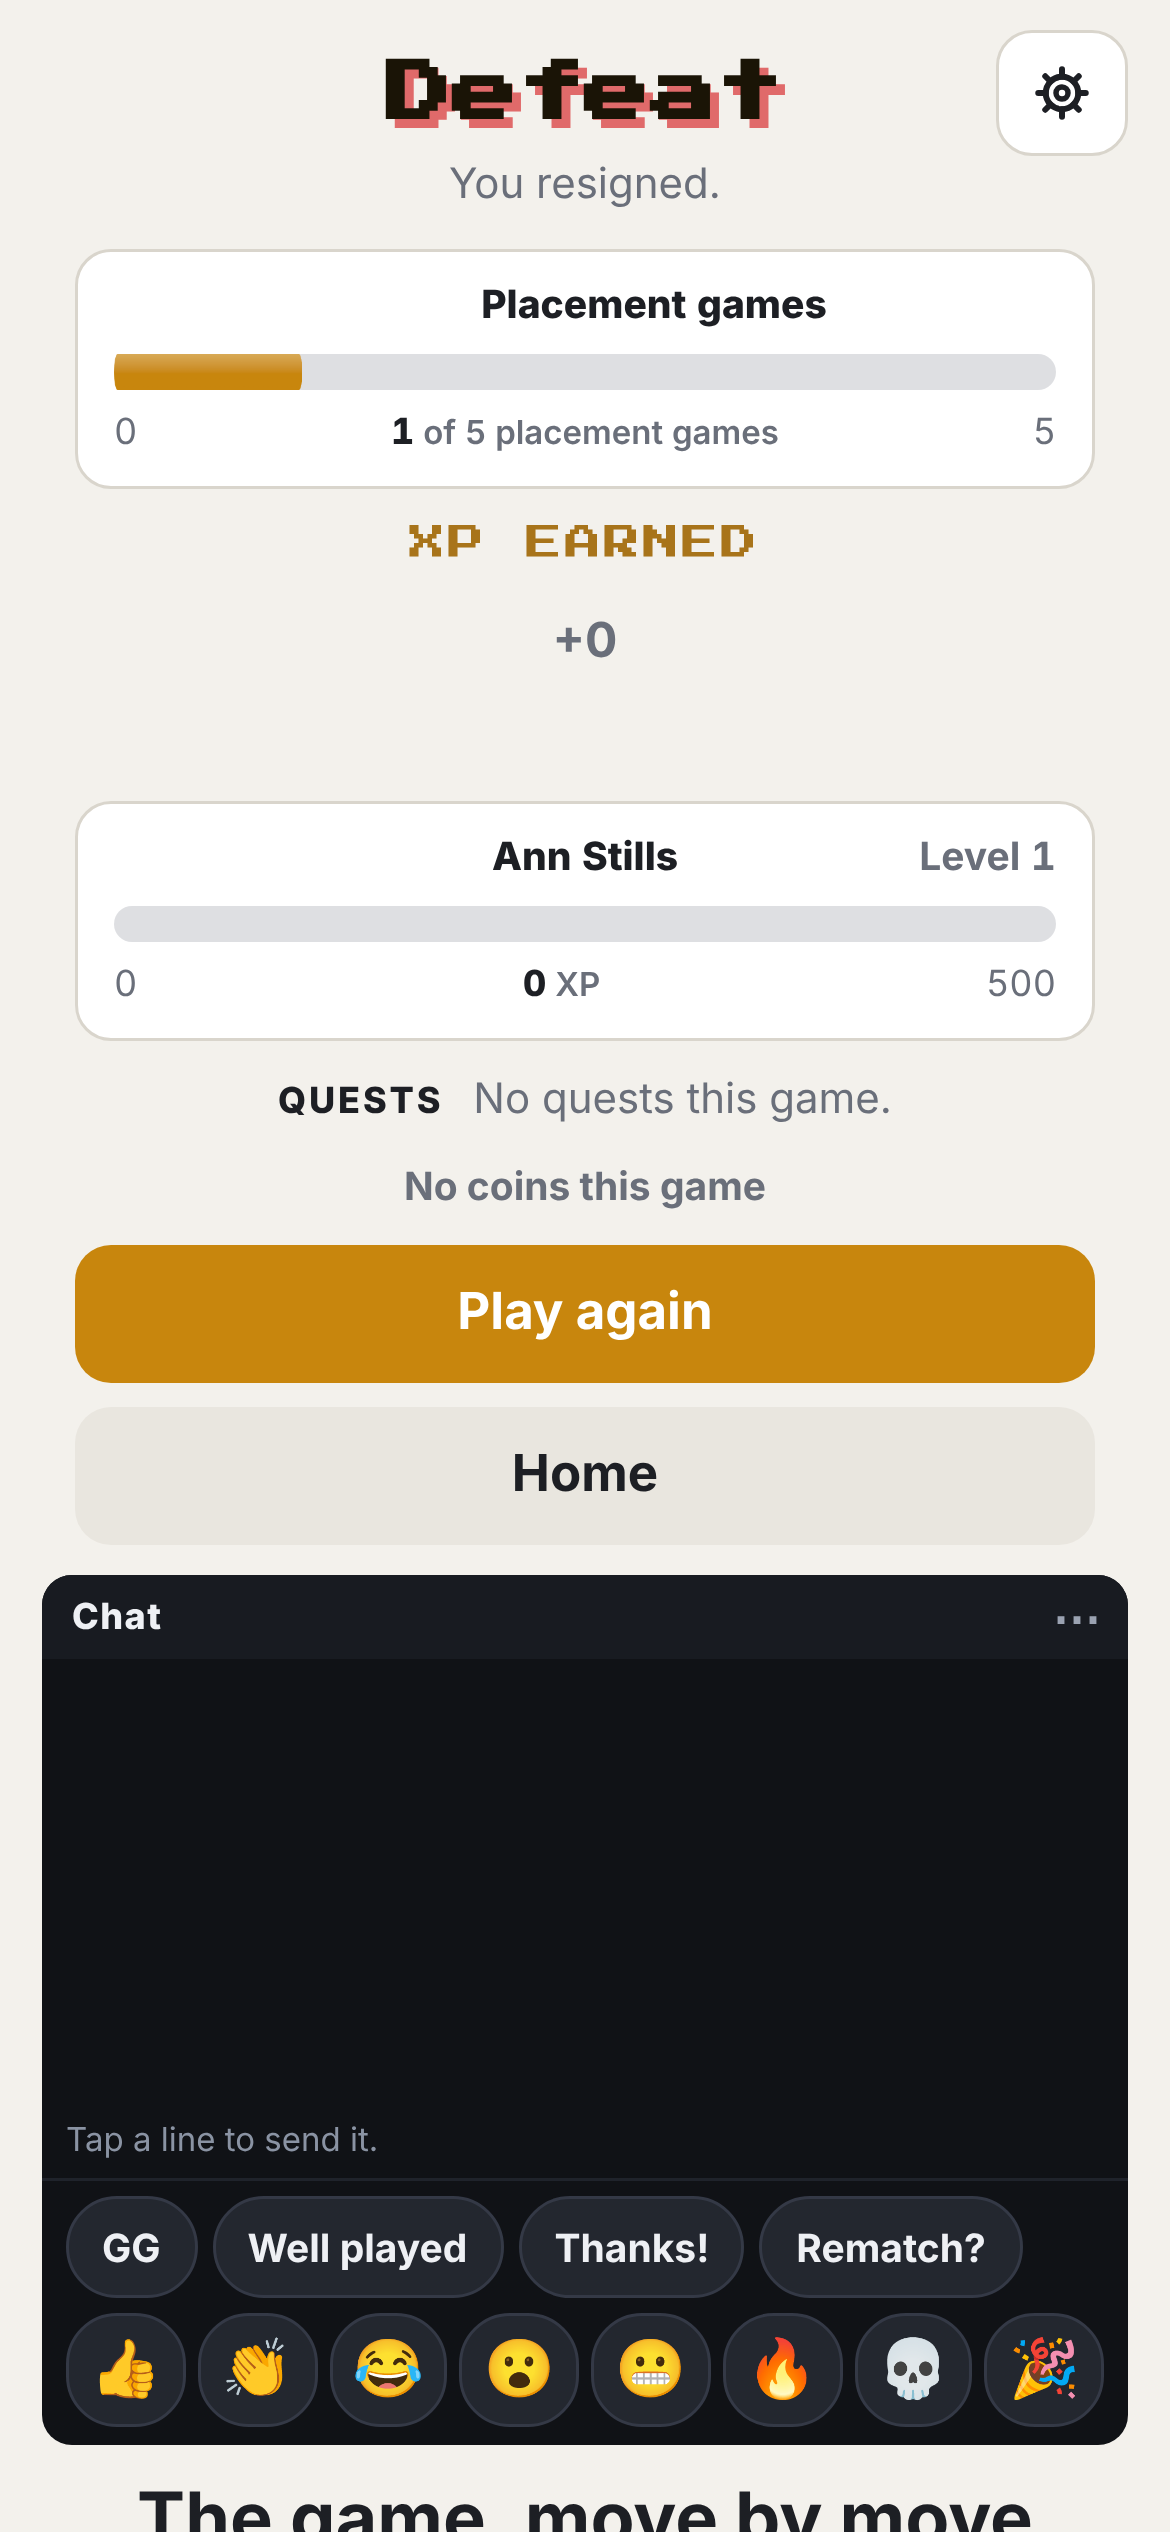 Defeat
You resigned.
Placement games
0 1 of 5 placement games 5
XP EARNED
+0
Ann Stills Level 1
0 0 XP 500
QUESTS No quests this game.
No coins this game
Play again
Home
Chat ...
Tap a line to send it.
GG Well played Thanks! Rematch?
The game, move by move